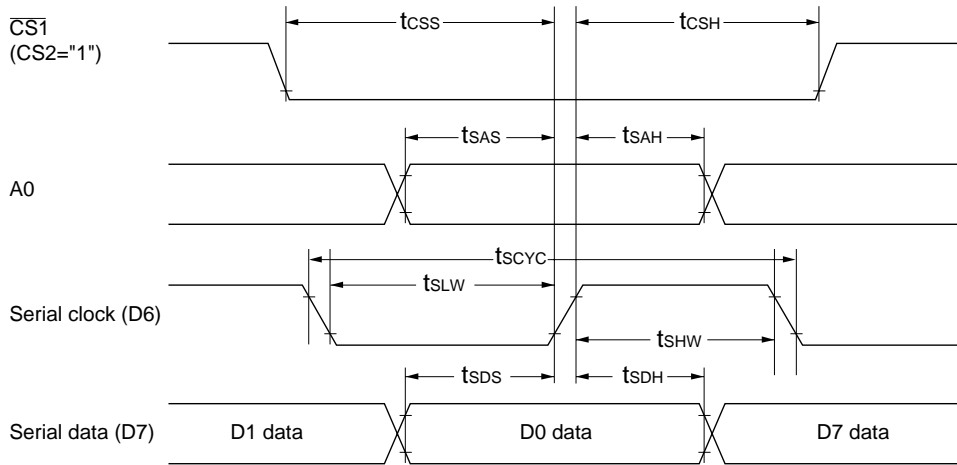 CS1
(CS2="1")
tCSS
tCSH
A0
tSAS
tSAH
Serial clock (D6)
tSCYC
tSLW
tSHW
Serial data (D7)
tSDS
tSDH
D1 data
D0 data
D7 data